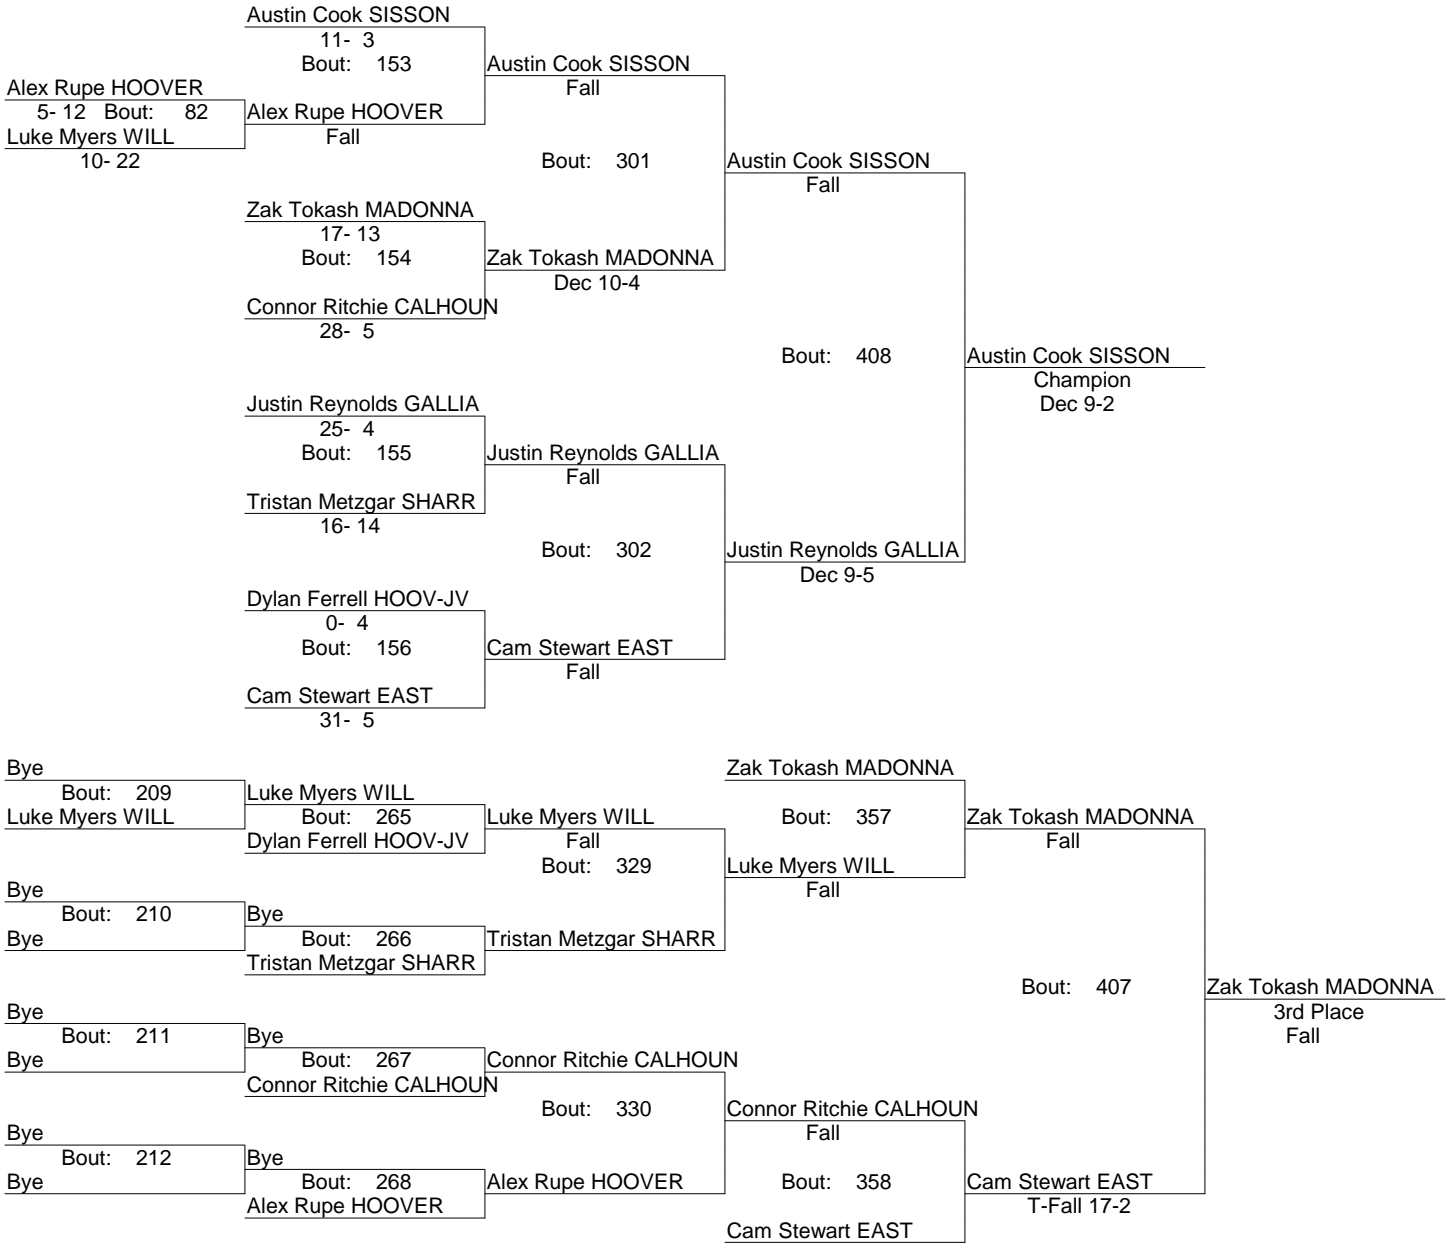 Austin Cook SISSON
11- 3
Bout: 153
Austin Cook SISSON
Fall
Alex Rupe HOOVER
5- 12 Bout: 82
Alex Rupe HOOVER
Fall
Luke Myers WILL
10- 22
Bout: 301
Austin Cook SISSON
Fall
Zak Tokash MADONNA
17- 13
Bout: 154
Zak Tokash MADONNA
Dec 10-4
Connor Ritchie CALHOUN
28- 5
Bout: 408
Austin Cook SISSON
Champion
Dec 9-2
Justin Reynolds GALLIA
25- 4
Bout: 155
Justin Reynolds GALLIA
Fall
Tristan Metzgar SHARR
16- 14
Bout: 302
Justin Reynolds GALLIA
Dec 9-5
Dylan Ferrell HOOV-JV
0- 4
Bout: 156
Cam Stewart EAST
Fall
Cam Stewart EAST
31- 5
Bye
Bout: 209
Luke Myers WILL
Luke Myers WILL
Bout: 265
Dylan Ferrell HOOV-JV
Luke Myers WILL
Fall
Bout: 329
Zak Tokash MADONNA
Bout: 357
Luke Myers WILL
Fall
Zak Tokash MADONNA
Fall
Bye
Bout: 210
Bye
Bye
Bout: 266
Tristan Metzgar SHARR
Tristan Metzgar SHARR
Bout: 407
Zak Tokash MADONNA
3rd Place
Fall
Bye
Bout: 211
Bye
Bye
Bout: 267
Connor Ritchie CALHOUN
Connor Ritchie CALHOUN
Bout: 330
Connor Ritchie CALHOUN
Fall
Bye
Bout: 212
Bye
Bye
Bout: 268
Alex Rupe HOOVER
Alex Rupe HOOVER
Bout: 358
Cam Stewart EAST
Cam Stewart EAST
T-Fall 17-2